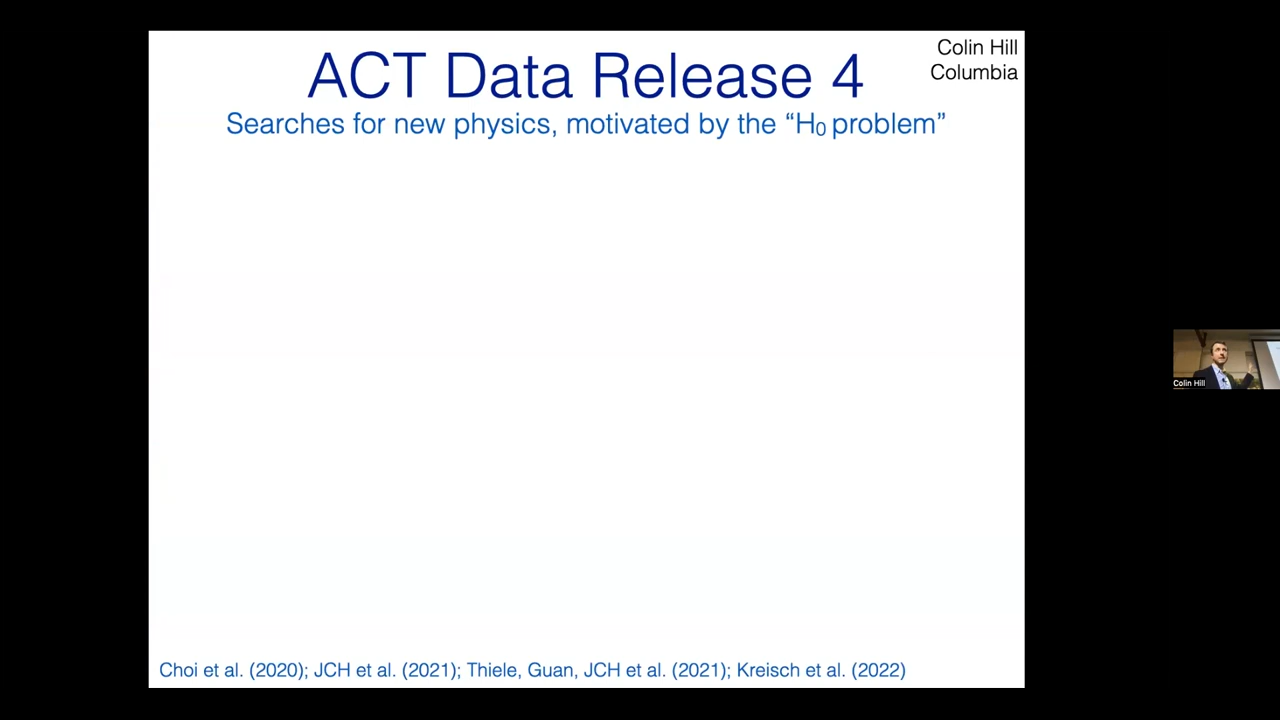 Colin Hill
Columbia
ACT Data Release 4
Searches for new physics, motivated by the “H₀ problem”
Colin Hill
Choi et al. (2020); JCH et al. (2021); Thiele, Guan, JCH et al. (2021); Kreisch et al. (2022)